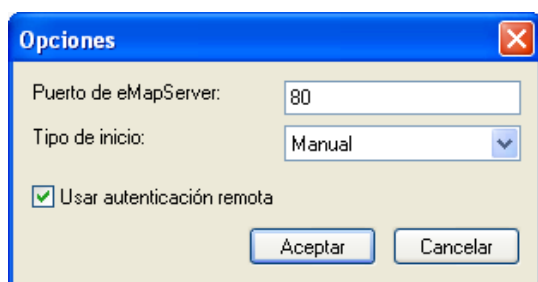 Opciones
Puerto de eMapServer: 80
Tipo de inicio: Manual
Usar autenticación remota
Aceptar Cancelar